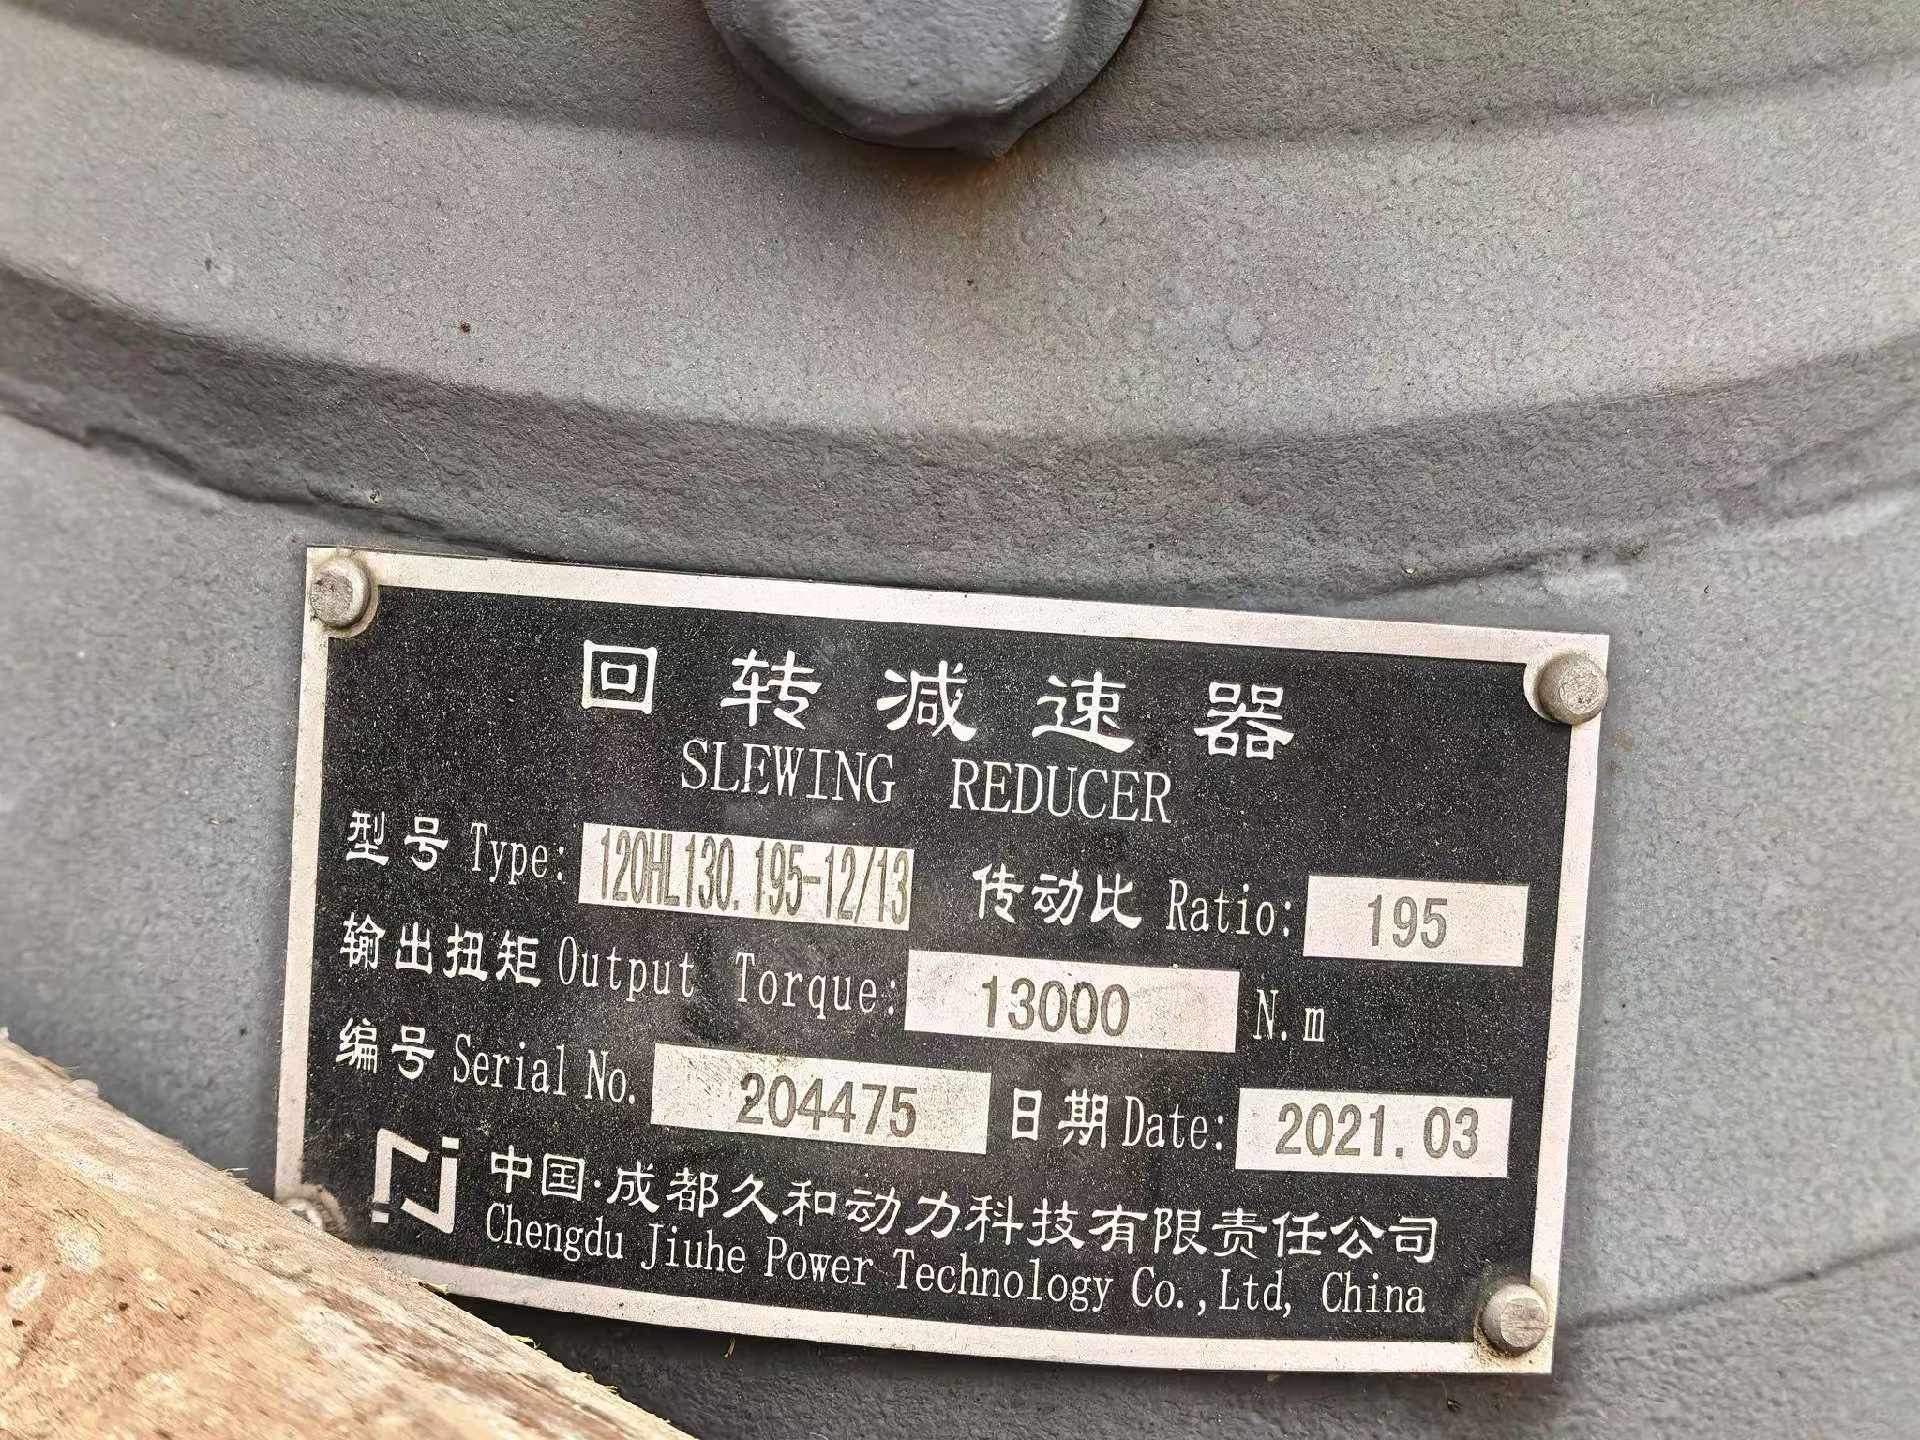 回转减速器
SLEWING REDUCER
型号 Type: 120HL130.195-12/13 传动比 Ratio: 195
输出扭矩 Output Torque: 13000 N.m
编号 Serial No. 204475 日期 Date: 2021.03
中国·成都久和动力科技有限责任公司
Chengdu Jiuhe Power Technology Co.,Ltd, China